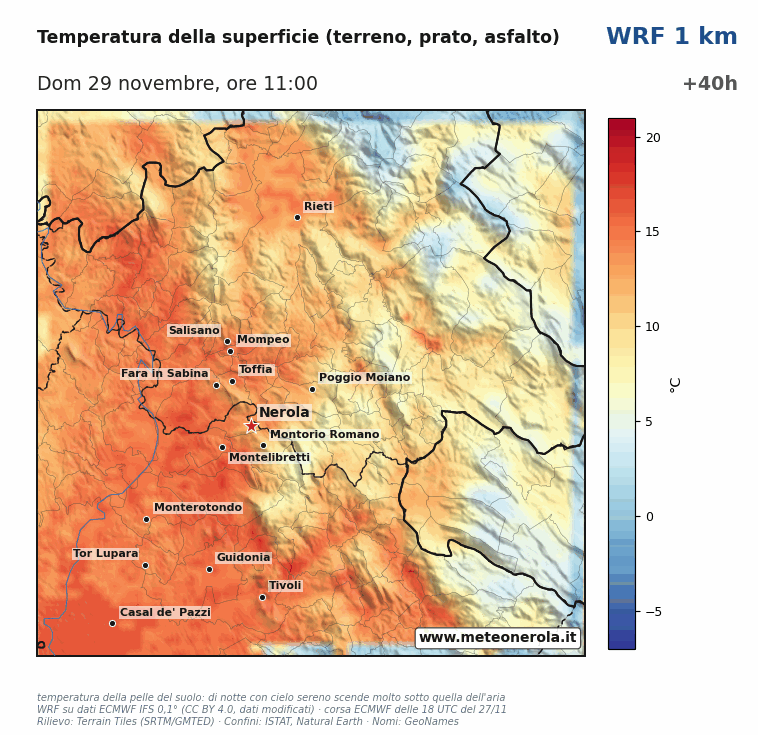 Temperatura della superficie (terreno, prato, asfalto)
WRF 1 km
Dom 29 novembre, ore 11:00
+40h
Rieti
Salisano
Mompeo
Toffia
Fara in Sabina
Poggio Moiano
Nerola
Montorio Romano
Montelibretti
Monterotondo
Tor Lupara
Guidonia
Tivoli
Casal de' Pazzi
www.meteonerola.it
20
15
10
5
0
−5
°C
temperatura della pelle del suolo: di notte con cielo sereno scende molto sotto quella dell'aria
WRF su dati ECMWF IFS 0,1° (CC BY 4.0, dati modificati) · corsa ECMWF delle 18 UTC del 27/11
Rilievo: Terrain Tiles (SRTM/GMTED) · Confini: ISTAT, Natural Earth · Nomi: GeoNames